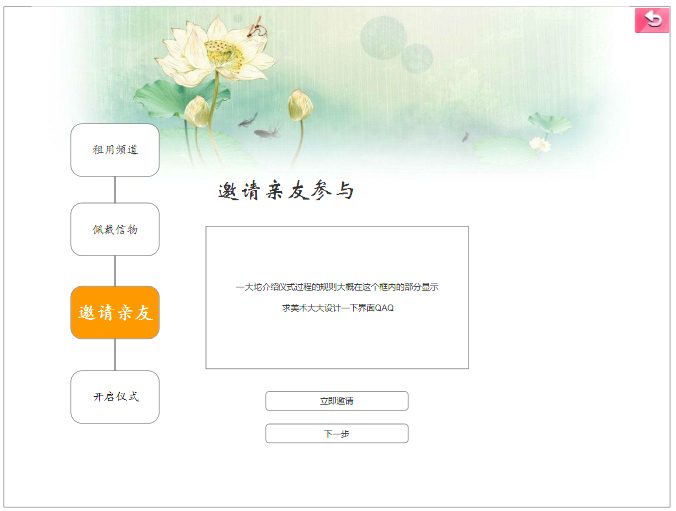 租用频道
佩戴信物
邀请亲友
开启仪式
邀请亲友参与
一大坨介绍仪式过程的规则大概在这个框内的部分显示
求美术大大设计一下界面QAQ
立即邀请
下一步